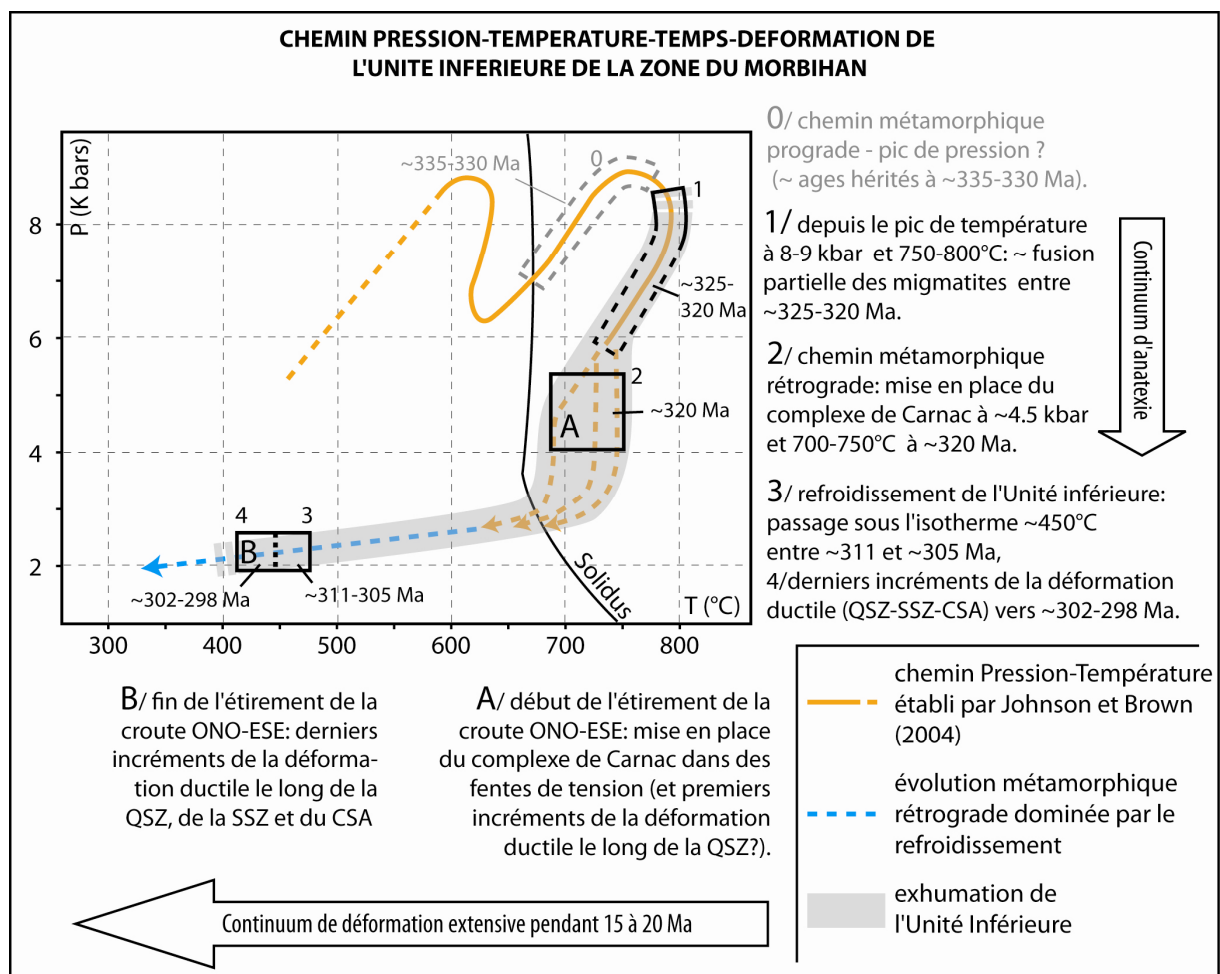 CHEMIN PRESSION-TEMPERATURE-TEMPS-DEFORMATION DE
L'UNITE INFERIEURE DE LA ZONE DU MORBIHAN
P (K bars)
8
6
4
2
300
400
500
600
700
800
T (°C)
Solidus
~335-330 Ma
0
1
~325-
320 Ma
2
~320 Ma
A
4
3
B
~302-298 Ma
~311-305 Ma
0/ chemin métamorphique
prograde - pic de pression ?
(~ ages hérités à ~335-330 Ma).
1/ depuis le pic de température
à 8-9 kbar et 750-800°C: ~ fusion
partielle des migmatites entre
~325-320 Ma.
2/ chemin métamorphique
rétrograde: mise en place du
complexe de Carnac à ~4.5 kbar
et 700-750°C à ~320 Ma.
3/ refroidissement de l'Unité inférieure:
passage sous l'isotherme ~450°C
entre ~311 et ~305 Ma,
4/derniers incréments de la déformation
ductile (QSZ-SSZ-CSA) vers ~302-298 Ma.
Continuum d'anatexie
B/ fin de l'étirement de la
croute ONO-ESE: derniers
incréments de la déforma-
tion ductile le long de la
QSZ, de la SSZ et du CSA
A/ début de l'étirement de la
croute ONO-ESE: mise en place
du complexe de Carnac dans des
fentes de tension (et premiers
incréments de la déformation
ductile le long de la QSZ?).
Continuum de déformation extensive pendant 15 à 20 Ma
chemin Pression-Température
établi par Johnson et Brown
(2004)
évolution métamorphique
rétrograde dominée par le
refroidissement
exhumation de
l'Unité Inférieure